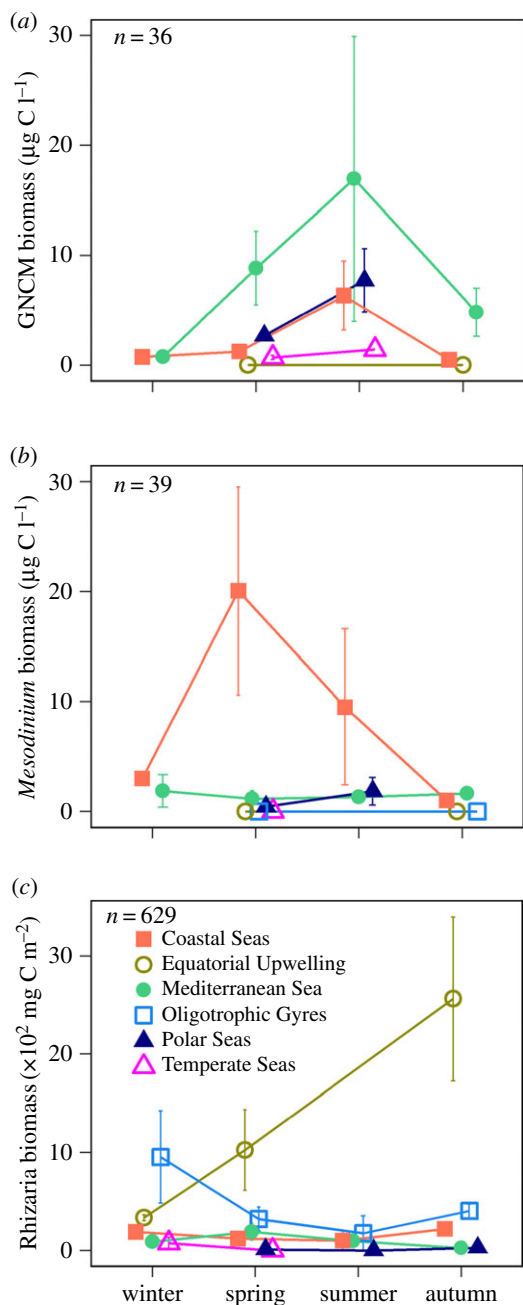 (a)
n = 36
30
20
10
0
GNCM biomass (µg C l⁻¹)
(b)
n = 39
30
20
10
0
Mesodinium biomass (µg C l⁻¹)
(c)
n = 629
30
20
10
0
Rhizaria biomass (×10² mg C m⁻²)
Coastal Seas
Equatorial Upwelling
Mediterranean Sea
Oligotrophic Gyres
Polar Seas
Temperate Seas
winter spring summer autumn